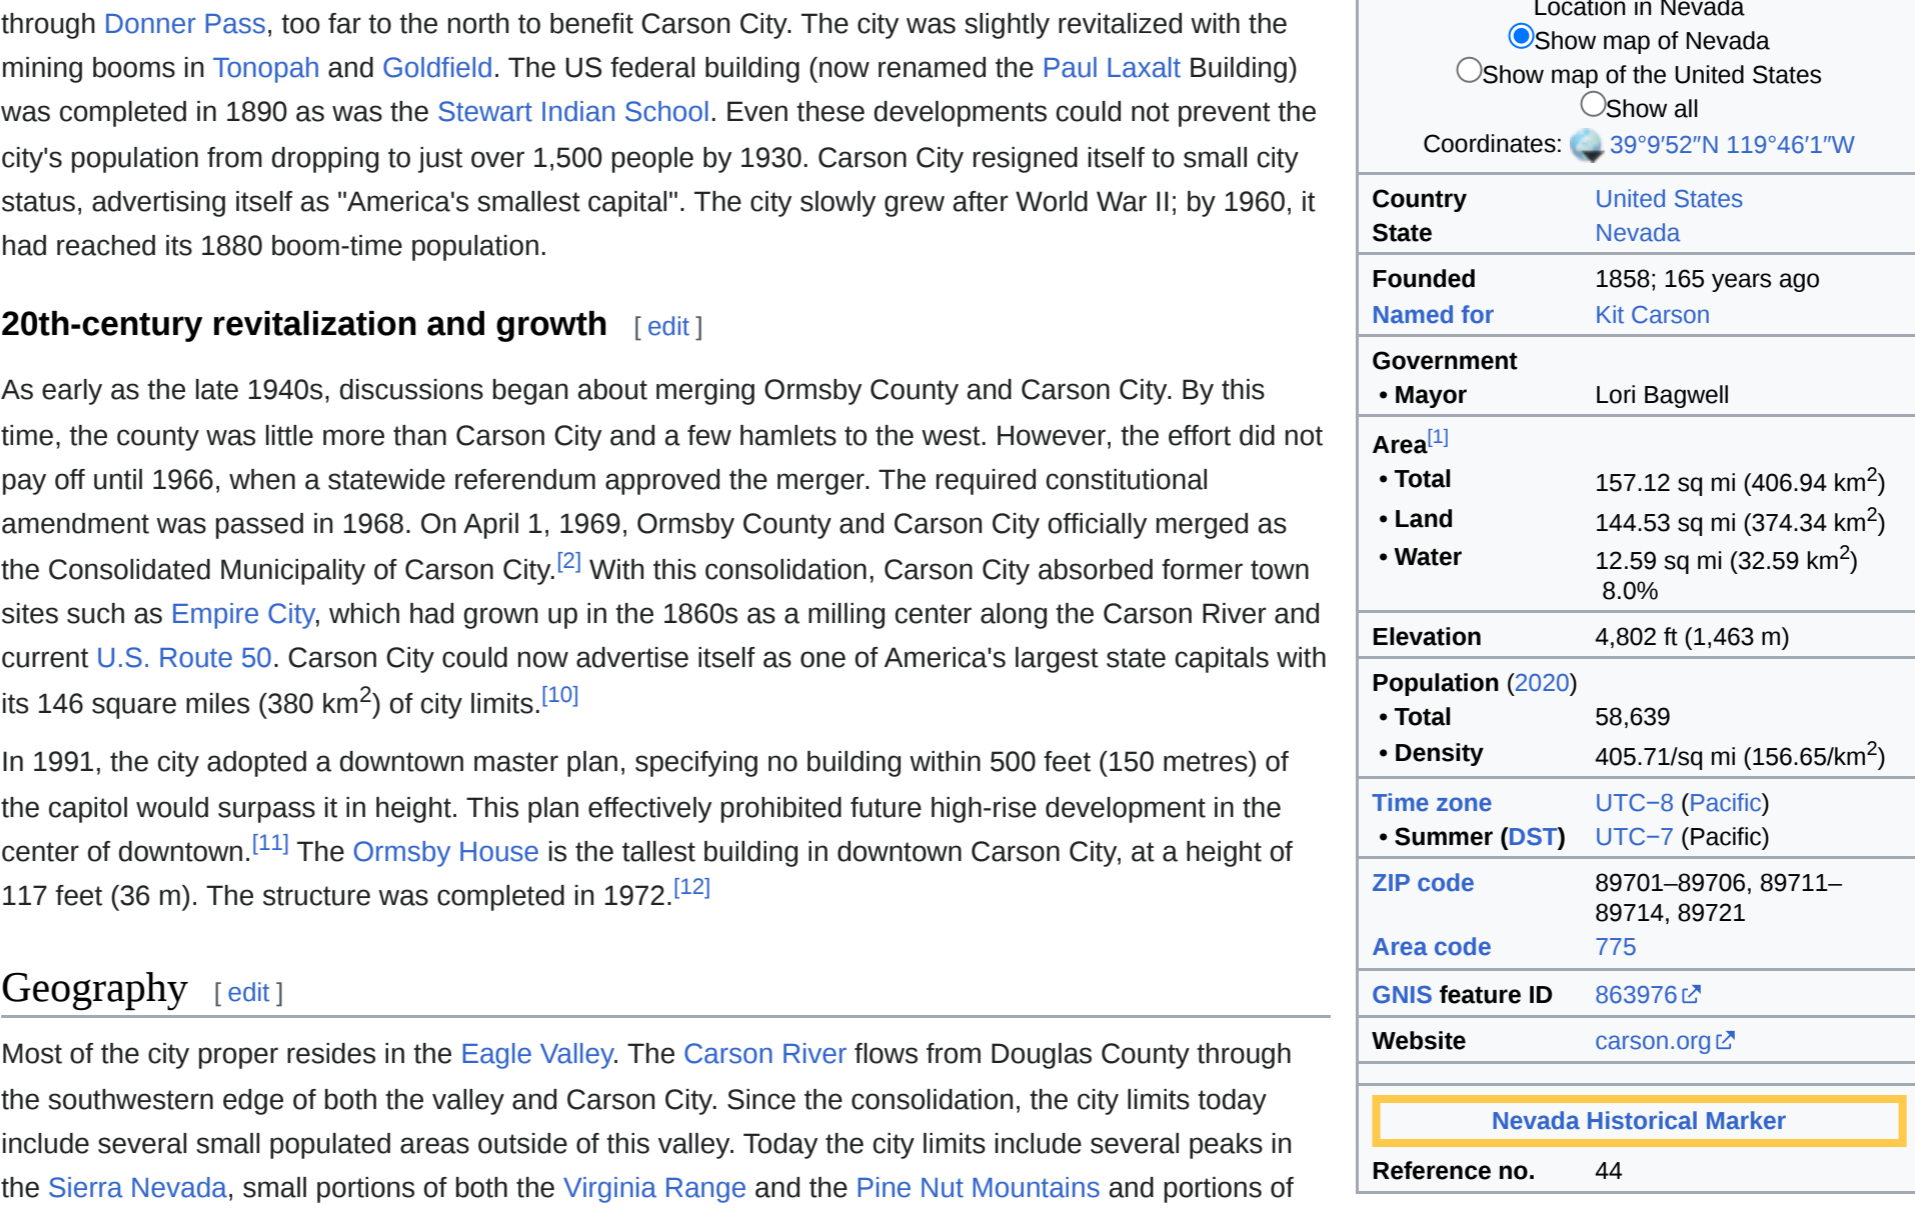 through Donner Pass, too far to the north to benefit Carson City. The city was slightly revitalized with the
mining booms in Tonopah and Goldfield. The US federal building (now renamed the Paul Laxalt Building)
was completed in 1890 as was the Stewart Indian School. Even these developments could not prevent the
city's population from dropping to just over 1,500 people by 1930. Carson City resigned itself to small city
status, advertising itself as "America's smallest capital". The city slowly grew after World War II; by 1960, it
had reached its 1880 boom-time population.
20th-century revitalization and growth [ edit ]
As early as the late 1940s, discussions began about merging Ormsby County and Carson City. By this
time, the county was little more than Carson City and a few hamlets to the west. However, the effort did not
pay off until 1966, when a statewide referendum approved the merger. The required constitutional
amendment was passed in 1968. On April 1, 1969, Ormsby County and Carson City officially merged as
the Consolidated Municipality of Carson City.[2] With this consolidation, Carson City absorbed former town
sites such as Empire City, which had grown up in the 1860s as a milling center along the Carson River and
current U.S. Route 50. Carson City could now advertise itself as one of America's largest state capitals with
its 146 square miles (380 km2) of city limits.[10]
In 1991, the city adopted a downtown master plan, specifying no building within 500 feet (150 metres) of
the capitol would surpass it in height. This plan effectively prohibited future high-rise development in the
center of downtown.[11] The Ormsby House is the tallest building in downtown Carson City, at a height of
117 feet (36 m). The structure was completed in 1972.[12]
Geography [ edit ]
Most of the city proper resides in the Eagle Valley. The Carson River flows from Douglas County through
the southwestern edge of both the valley and Carson City. Since the consolidation, the city limits today
include several small populated areas outside of this valley. Today the city limits include several peaks in
the Sierra Nevada, small portions of both the Virginia Range and the Pine Nut Mountains and portions of
Location in Nevada
Show map of Nevada
Show map of the United States
Show all
Coordinates: 39°9′52″N 119°46′1″W
Country United States
State Nevada
Founded 1858; 165 years ago
Named for Kit Carson
Government
• Mayor Lori Bagwell
Area[1]
• Total 157.12 sq mi (406.94 km2)
• Land 144.53 sq mi (374.34 km2)
• Water 12.59 sq mi (32.59 km2)
8.0%
Elevation 4,802 ft (1,463 m)
Population (2020)
• Total 58,639
• Density 405.71/sq mi (156.65/km2)
Time zone UTC−8 (Pacific)
• Summer (DST) UTC−7 (Pacific)
ZIP code 89701–89706, 89711–
89714, 89721
Area code 775
GNIS feature ID 863976
Website carson.org
Nevada Historical Marker
Reference no. 44